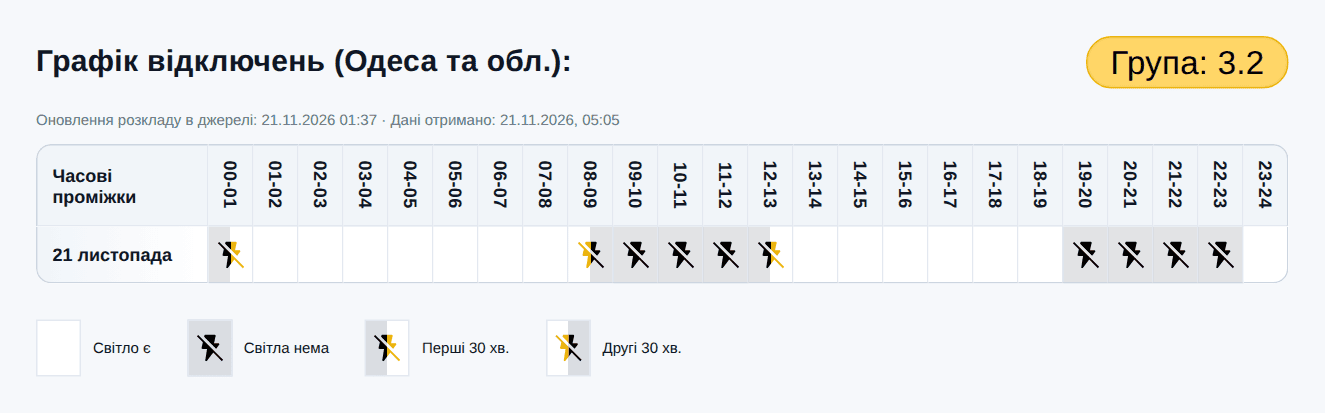 Графік відключень (Одеса та обл.):
Група: 3.2
Оновлення розкладу в джерелі: 21.11.2026 01:37 · Дані отримано: 21.11.2026, 05:05
Часові
проміжки
00-01
01-02
02-03
03-04
04-05
05-06
06-07
07-08
08-09
09-10
10-11
11-12
12-13
13-14
14-15
15-16
16-17
17-18
18-19
19-20
20-21
21-22
22-23
23-24
21 листопада
Світло є
Світла нема
Перші 30 хв.
Другі 30 хв.